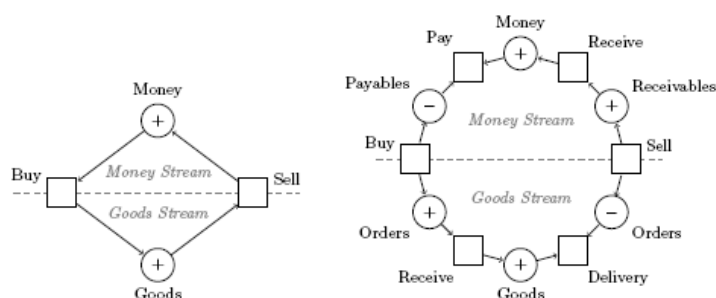 Money
+
Buy
Money Stream
Sell
Goods Stream
+
Goods
Money
Pay
+
Receive
Payables
Receivables
−
+
Money Stream
Buy
Sell
Goods Stream
+
−
Orders
Orders
Receive
+
Delivery
Goods